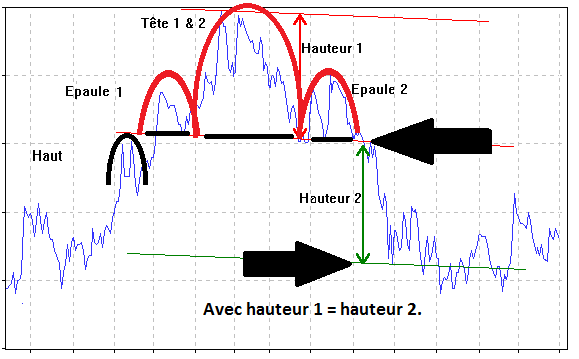 Tête 1 & 2
Hauteur 1
Epaule 1
Epaule 2
Haut
Hauteur 2
Avec hauteur 1 = hauteur 2.